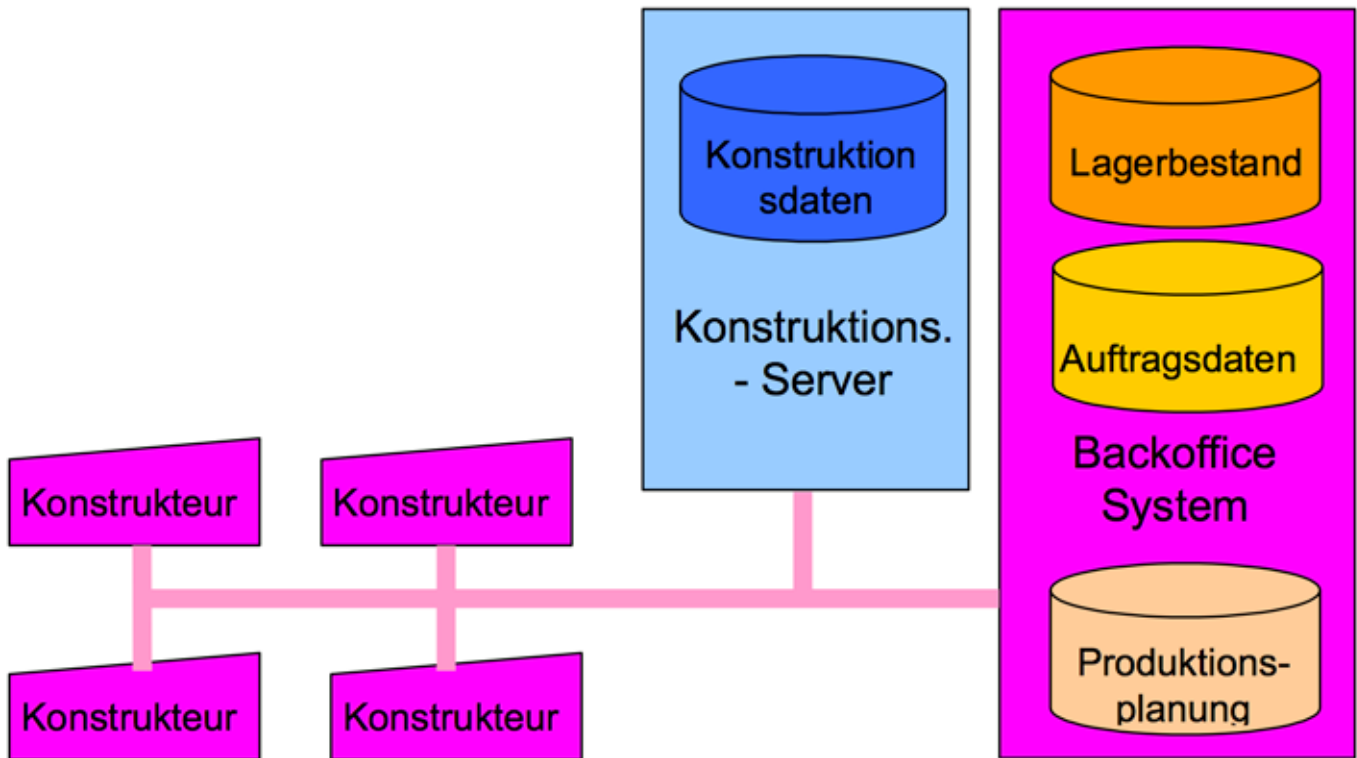 Konstruktion
sdaten
Konstruktions.
- Server
Lagerbestand
Auftragsdaten
Backoffice
System
Produktions-
planung
Konstrukteur
Konstrukteur
Konstrukteur
Konstrukteur